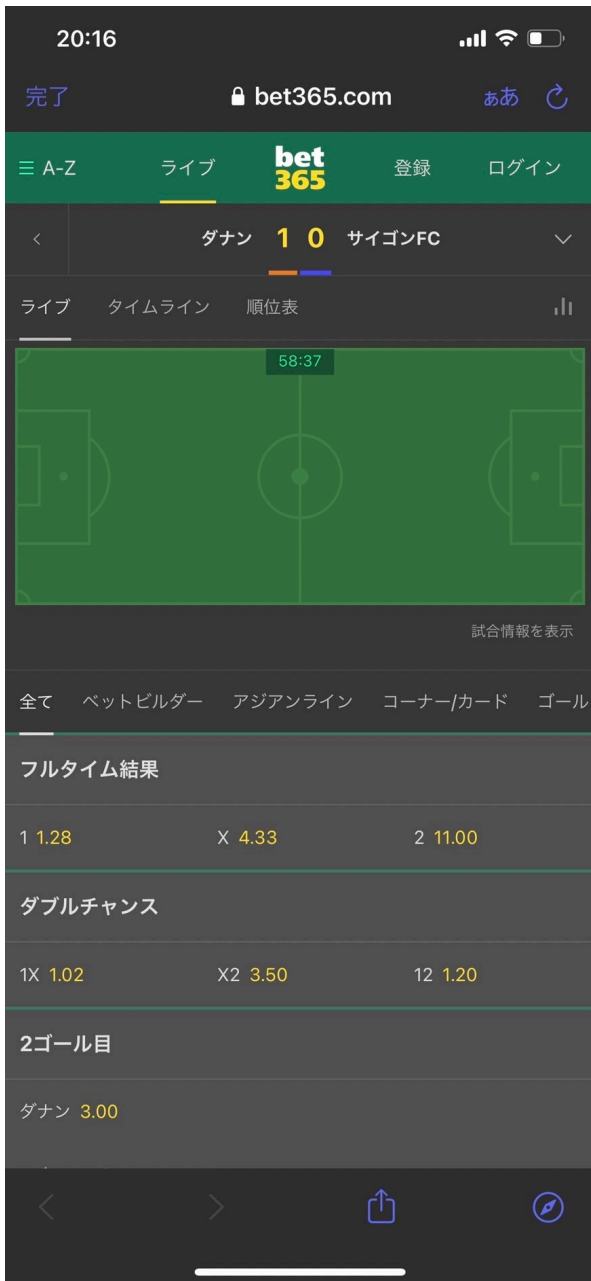 20:16
完了 bet365.com ぁあ
A-Z ライブ bet365 登録 ログイン
ダナン 1 0 サイゴンFC
ライブ タイムライン 順位表
58:37
試合情報を表示
全て ベットビルダー アジアンライン コーナー/カード ゴール
フルタイム結果
1 1.28 X 4.33 2 11.00
ダブルチャンス
1X 1.02 X2 3.50 12 1.20
2ゴール目
ダナン 3.00